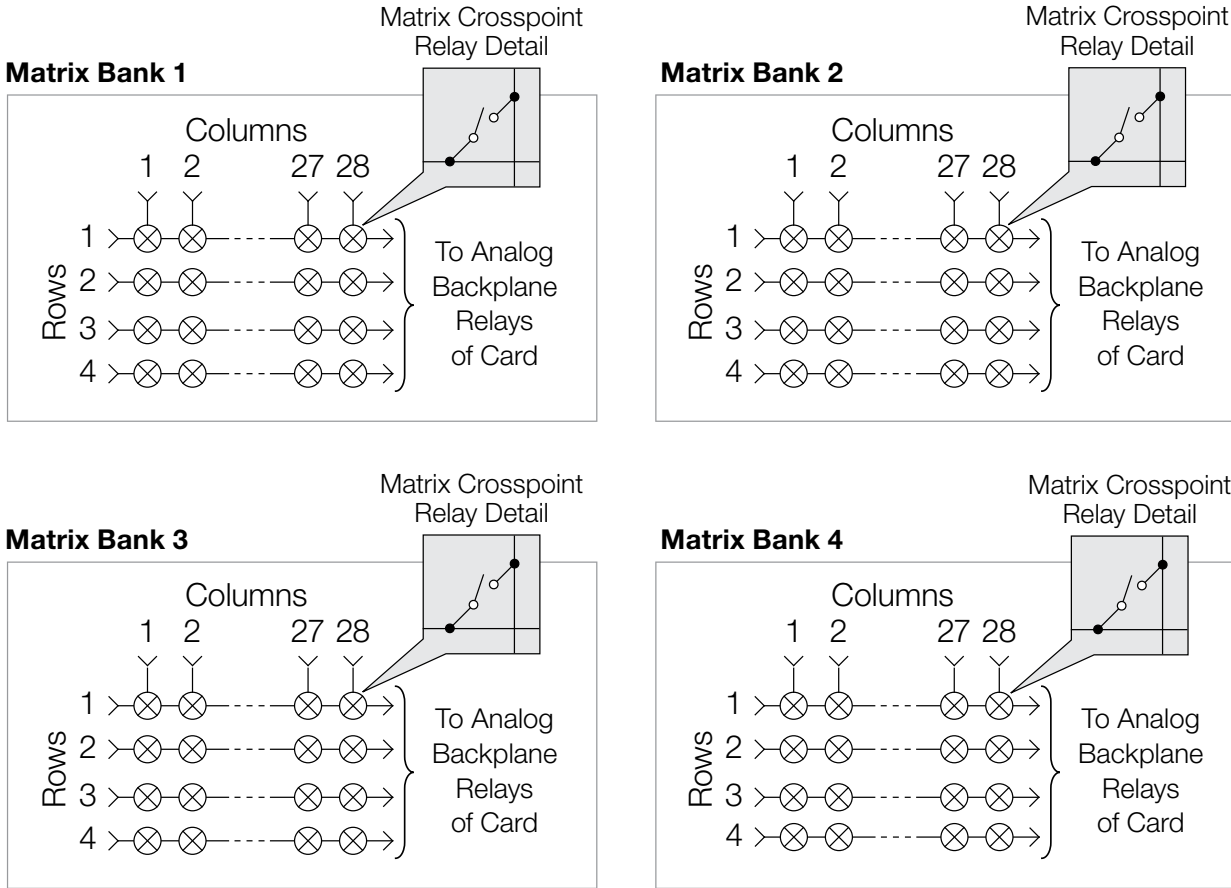 Matrix Crosspoint
Relay Detail
Matrix Bank 1
Columns
1 2 27 28
Rows
1
2
3
4
To Analog
Backplane
Relays
of Card
Matrix Crosspoint
Relay Detail
Matrix Bank 2
Columns
1 2 27 28
Rows
1
2
3
4
To Analog
Backplane
Relays
of Card
Matrix Crosspoint
Relay Detail
Matrix Bank 3
Columns
1 2 27 28
Rows
1
2
3
4
To Analog
Backplane
Relays
of Card
Matrix Crosspoint
Relay Detail
Matrix Bank 4
Columns
1 2 27 28
Rows
1
2
3
4
To Analog
Backplane
Relays
of Card